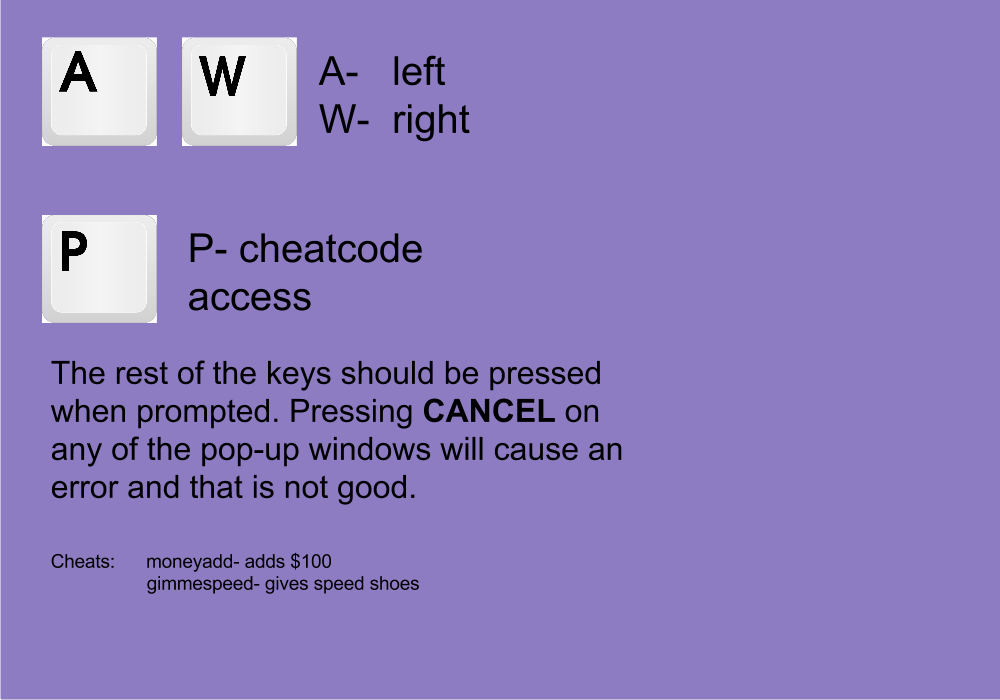 A W A- left
W- right
P P- cheatcode
access
The rest of the keys should be pressed
when prompted. Pressing CANCEL on
any of the pop-up windows will cause an
error and that is not good.
Cheats: moneyadd- adds $100
gimmespeed- gives speed shoes